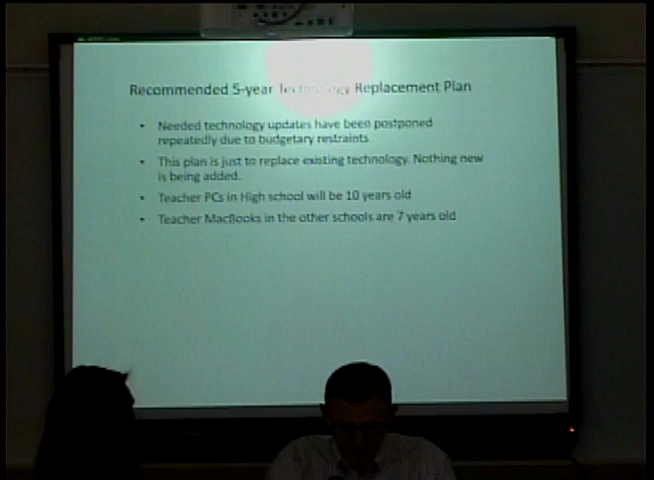 Recommended 5-year Technology Replacement Plan
• Needed technology updates have been postponed
repeatedly due to budgetary restraints
• This plan is just to replace existing technology. Nothing new
is being added.
• Teacher PCs in High school will be 10 years old
• Teacher MacBooks in the other schools are 7 years old